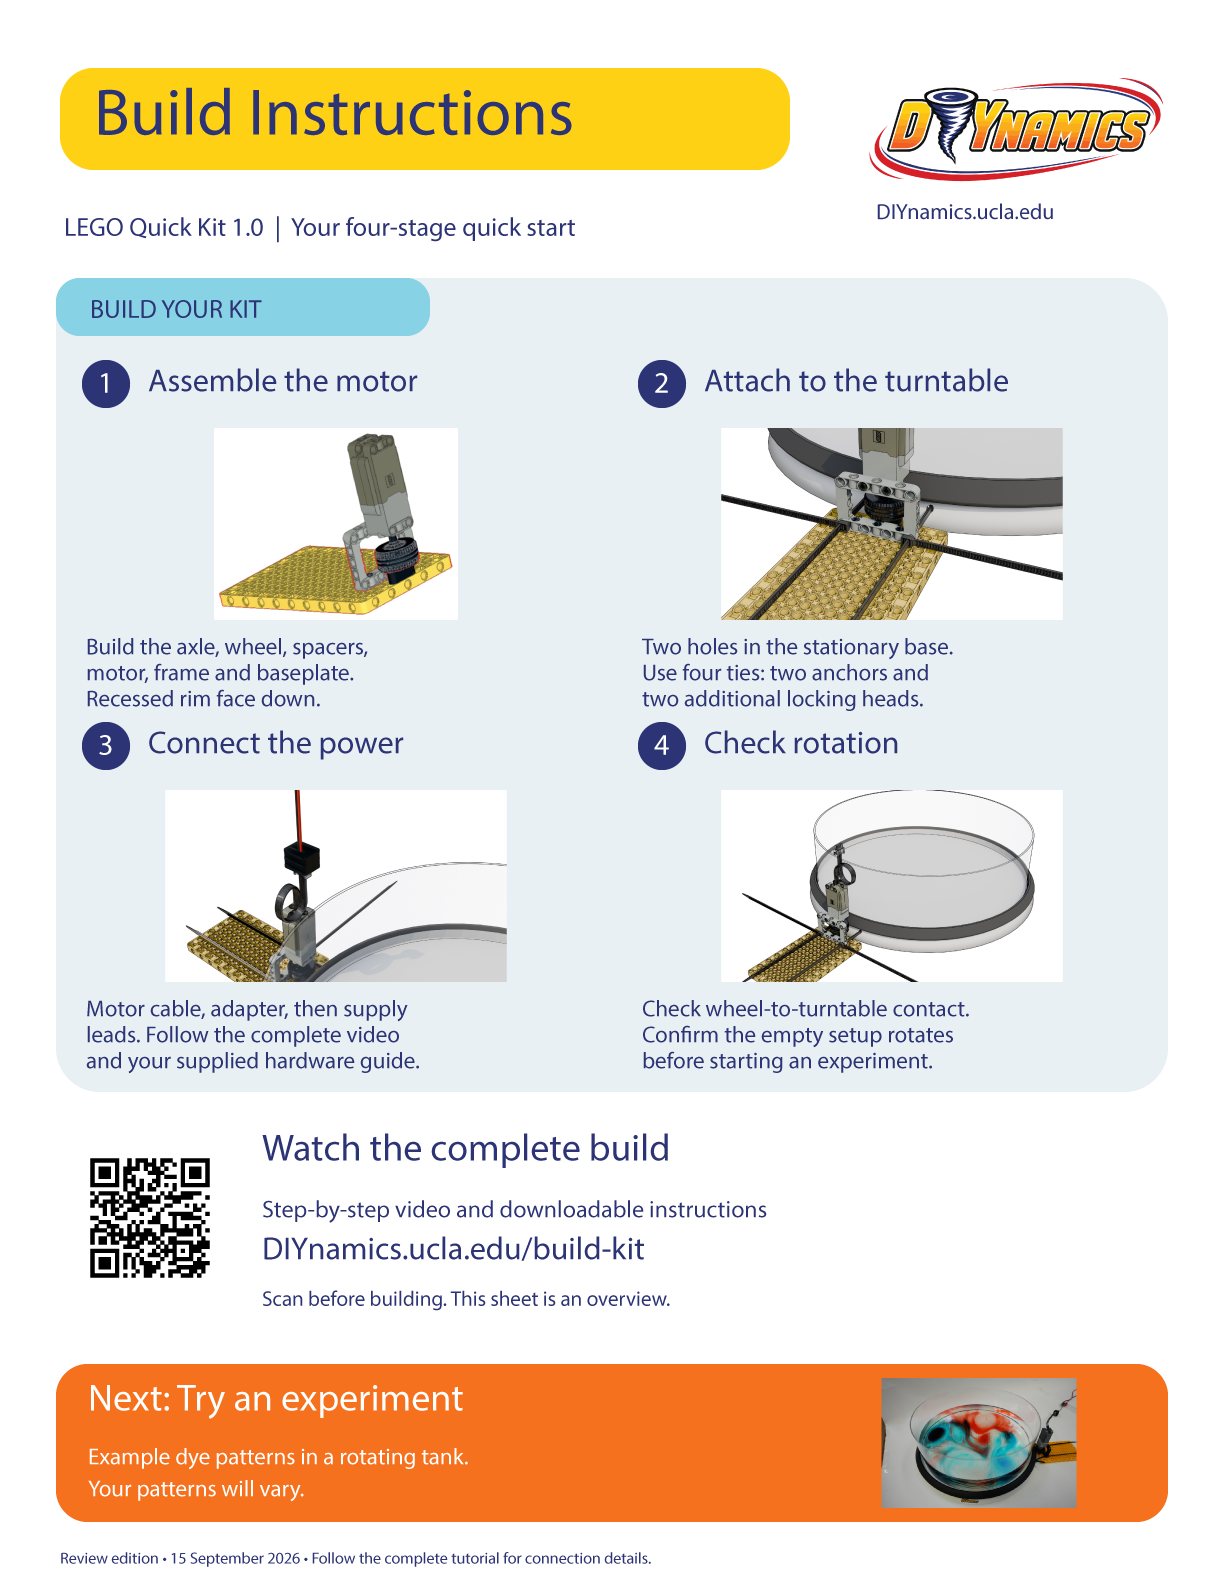 Build Instructions
DIYNAMICS
DIYnamics.ucla.edu
LEGO Quick Kit 1.0 | Your four-stage quick start
BUILD YOUR KIT
1 Assemble the motor
Build the axle, wheel, spacers,
motor, frame and baseplate.
Recessed rim face down.
2 Attach to the turntable
Two holes in the stationary base.
Use four ties: two anchors and
two additional locking heads.
3 Connect the power
Motor cable, adapter, then supply
leads. Follow the complete video
and your supplied hardware guide.
4 Check rotation
Check wheel-to-turntable contact.
Confirm the empty setup rotates
before starting an experiment.
Watch the complete build
Step-by-step video and downloadable instructions
DIYnamics.ucla.edu/build-kit
Scan before building. This sheet is an overview.
Next: Try an experiment
Example dye patterns in a rotating tank.
Your patterns will vary.
Review edition • 15 September 2026 • Follow the complete tutorial for connection details.